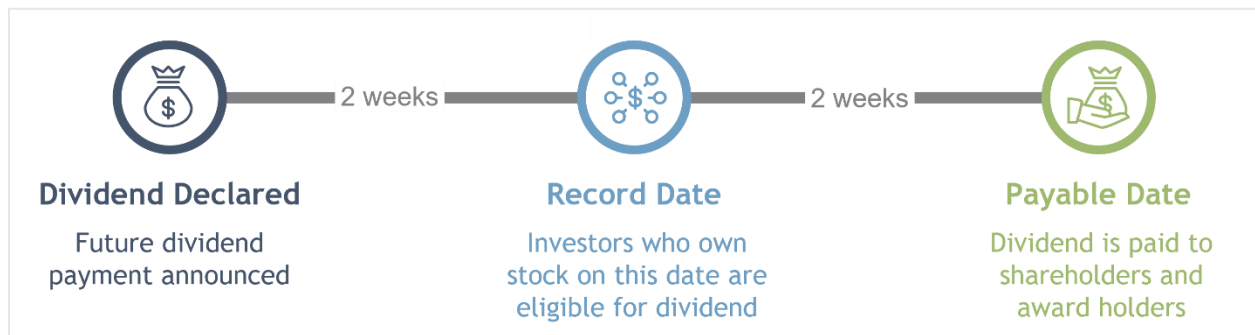 $
2 weeks
$
2 weeks
$
Dividend Declared
Future dividend
payment announced
Record Date
Investors who own
stock on this date are
eligible for dividend
Payable Date
Dividend is paid to
shareholders and
award holders